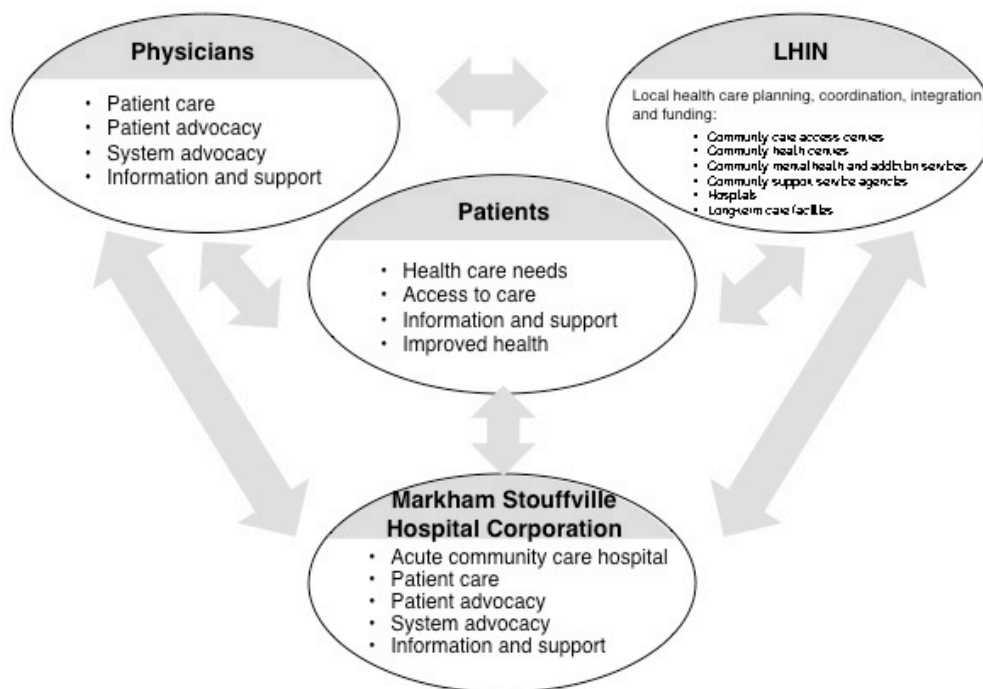 Physicians
• Patient care
• Patient advocacy
• System advocacy
• Information and support
LHIN
Local health care planning, coordination, integration
and funding:
• Community care access centres
• Community health centres
• Community mental health and addiction services
• Community support service agencies
• Hospitals
• Long-term care facilities
Patients
• Health care needs
• Access to care
• Information and support
• Improved health
Markham Stouffville
Hospital Corporation
• Acute community care hospital
• Patient care
• Patient advocacy
• System advocacy
• Information and support